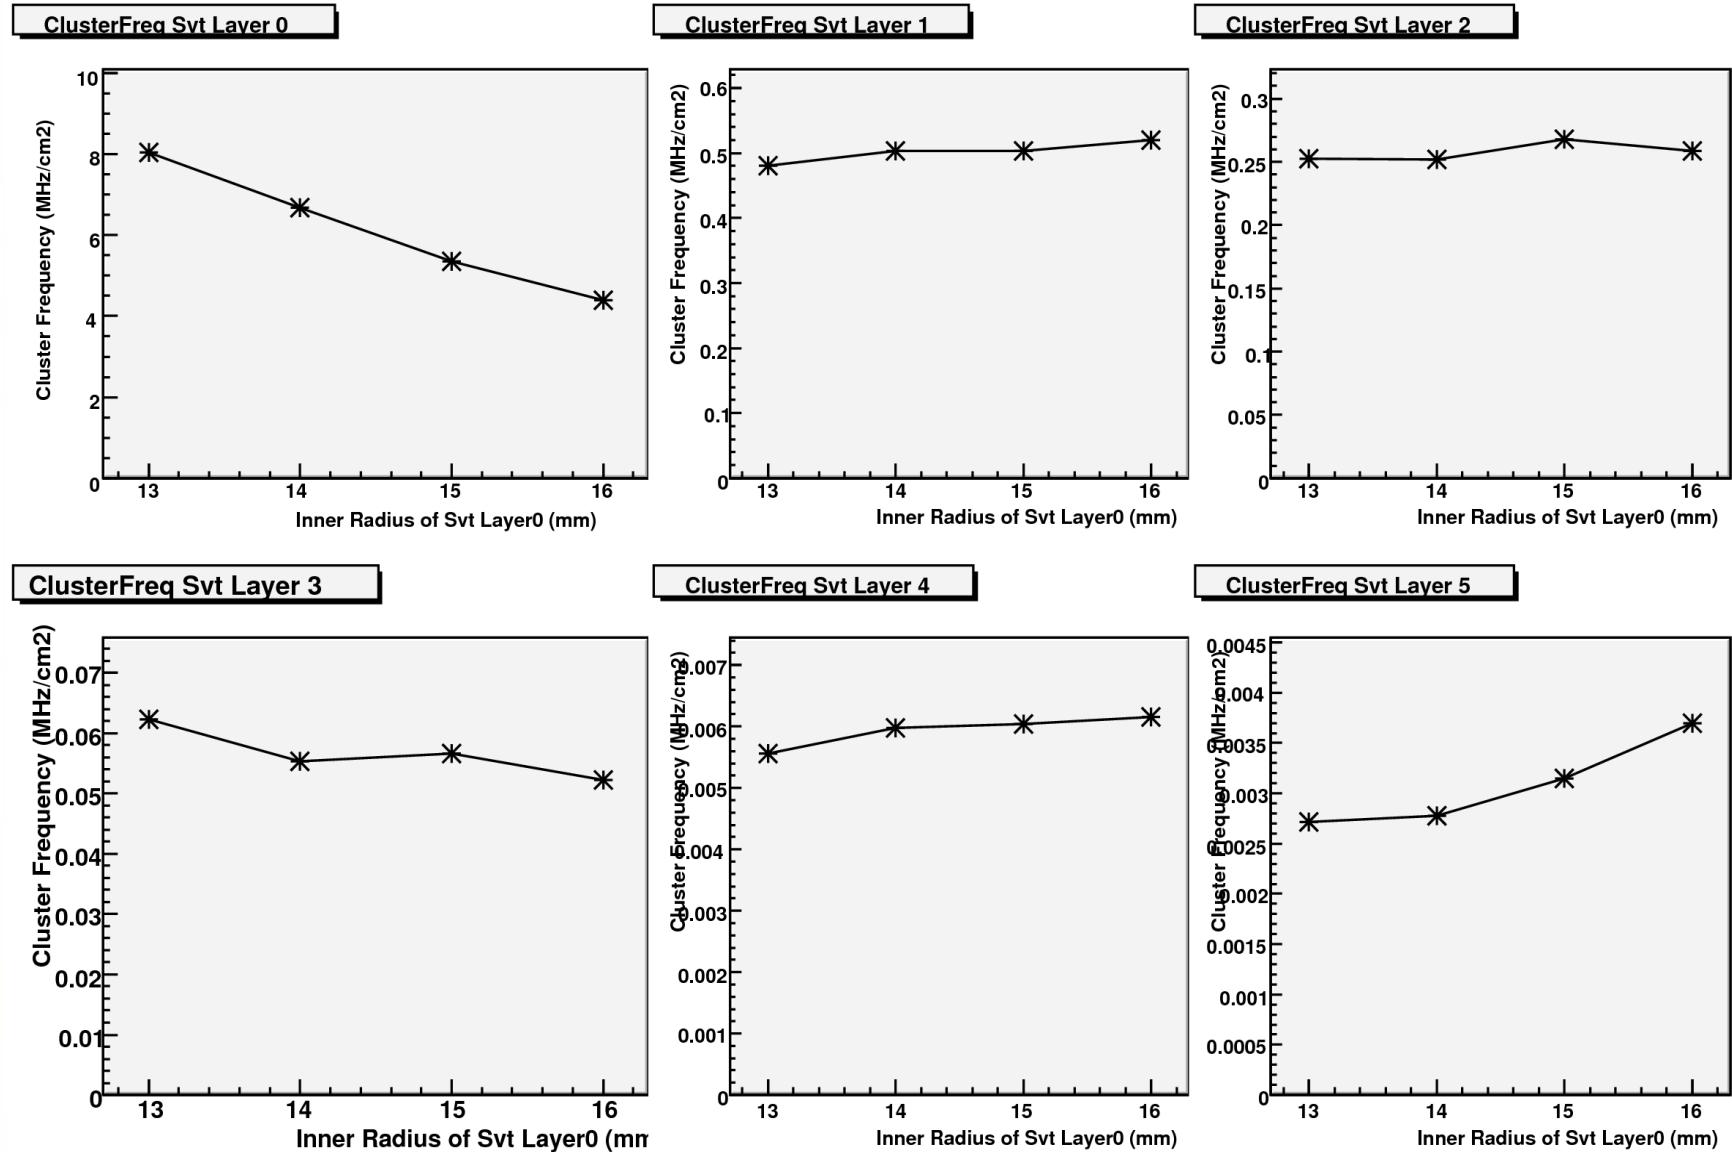 ClusterFreq Svt Layer 0
Cluster Frequency (MHz/cm2)
10
8
6
4
2
0
13 14 15 16
Inner Radius of Svt Layer0 (mm)
ClusterFreq Svt Layer 1
Cluster Frequency (MHz/cm2)
0.6
0.5
0.4
0.3
0.2
0.1
0
13 14 15 16
Inner Radius of Svt Layer0 (mm)
ClusterFreq Svt Layer 2
Cluster Frequency (MHz/cm2)
0.3
0.25
0.2
0.15
0.1
0.05
0
13 14 15 16
Inner Radius of Svt Layer0 (mm)
ClusterFreq Svt Layer 3
Cluster Frequency (MHz/cm2)
0.07
0.06
0.05
0.04
0.03
0.02
0.01
0
13 14 15 16
Inner Radius of Svt Layer0 (mm
ClusterFreq Svt Layer 4
Cluster Frequency (MHz/cm2)
0.007
0.006
0.005
0.004
0.003
0.002
0.001
0
13 14 15 16
Inner Radius of Svt Layer0 (mm)
ClusterFreq Svt Layer 5
Cluster Frequency (MHz/cm2)
0.0045
0.004
0.0035
0.003
0.0025
0.002
0.0015
0.001
0.0005
0
13 14 15 16
Inner Radius of Svt Layer0 (mm)